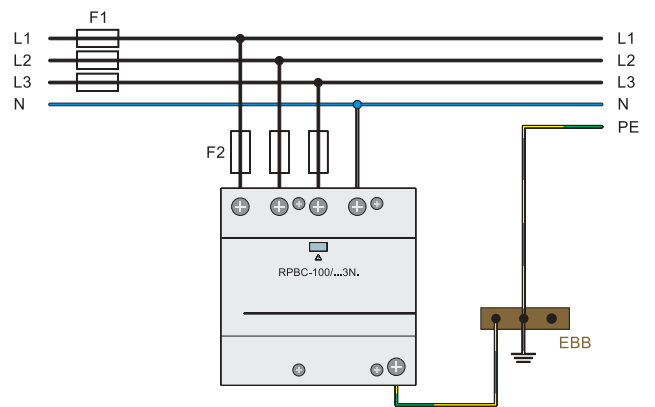 F1
L1 L1
L2 L2
L3 L3
N N
PE
F2
RPBC-100/...3N.
EBB